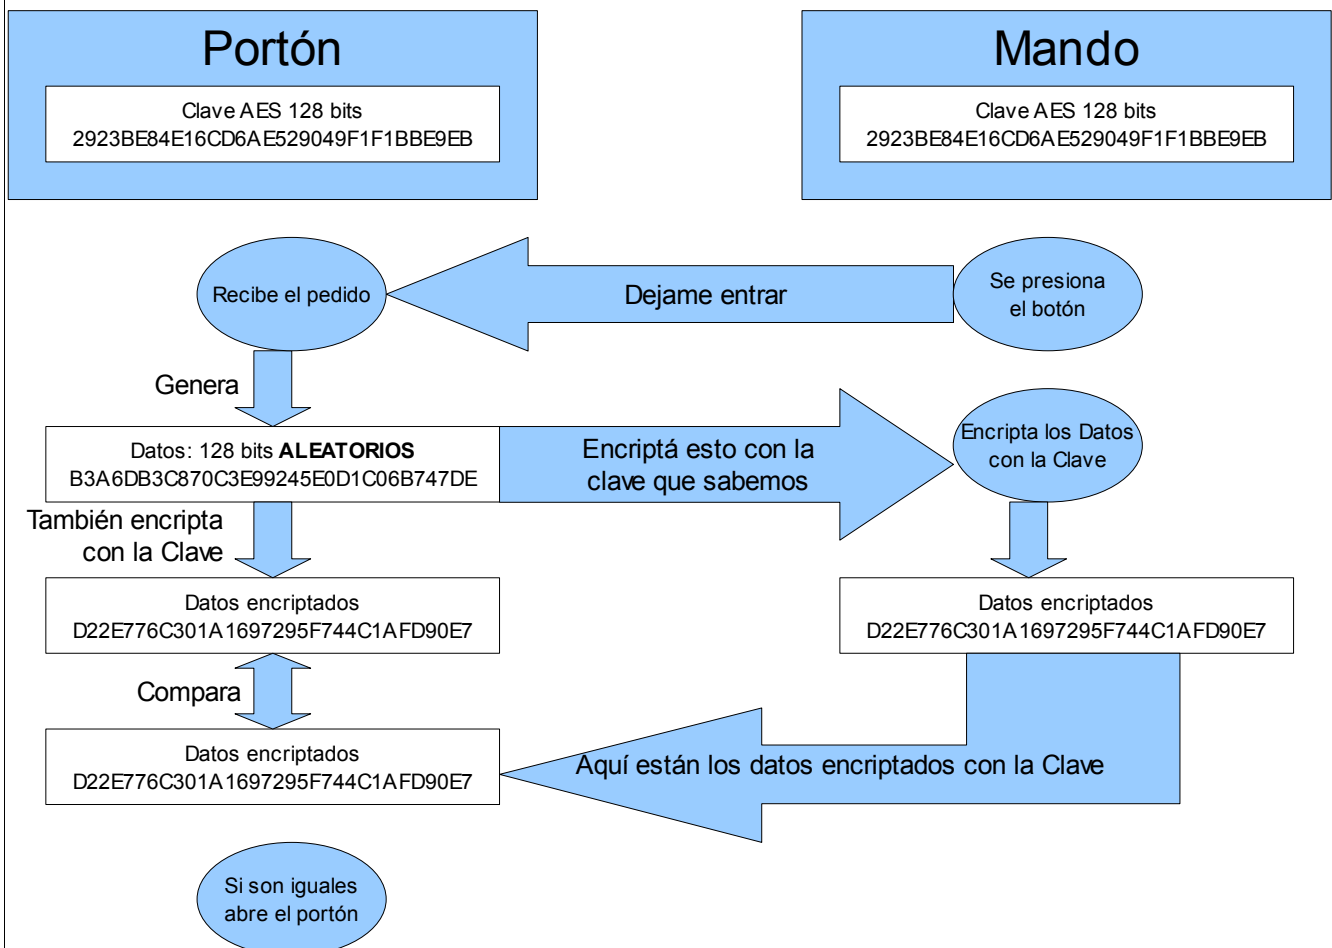 Portón
Clave AES 128 bits
2923BE84E16CD6AE529049F1F1BBE9EB
Mando
Clave AES 128 bits
2923BE84E16CD6AE529049F1F1BBE9EB
Se presiona
el botón
Dejame entrar
Recibe el pedido
Genera
Datos: 128 bits ALEATORIOS
B3A6DB3C870C3E99245E0D1C06B747DE
Encriptá esto con la
clave que sabemos
Encripta los Datos
con la Clave
También encripta
con la Clave
Datos encriptados
D22E776C301A1697295F744C1AFD90E7
Datos encriptados
D22E776C301A1697295F744C1AFD90E7
Compara
Datos encriptados
D22E776C301A1697295F744C1AFD90E7
Aquí están los datos encriptados con la Clave
Si son iguales
abre el portón